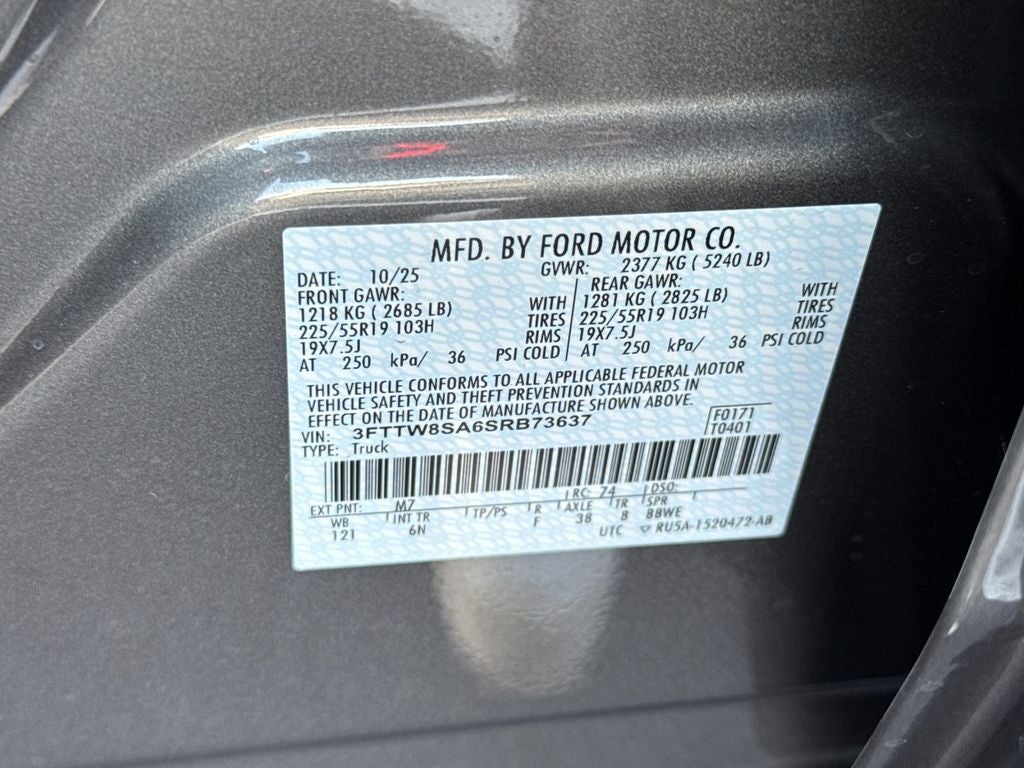 MFD. BY FORD MOTOR CO.
DATE: 10/25 GVWR: 2377 KG ( 5240 LB)
FRONT GAWR: REAR GAWR:
1218 KG ( 2685 LB) WITH 1281 KG ( 2825 LB) WITH
225/55R19 103H TIRES 225/55R19 103H TIRES
19X7.5J RIMS 19X7.5J RIMS
AT 250 kPa/ 36 PSI COLD AT 250 kPa/ 36 PSI COLD
THIS VEHICLE CONFORMS TO ALL APPLICABLE FEDERAL MOTOR
VEHICLE SAFETY AND THEFT PREVENTION STANDARDS IN
EFFECT ON THE DATE OF MANUFACTURE SHOWN ABOVE.
VIN: 3FTTW8SA6SRB73637 F0171
TYPE: Truck T0401
EXT PNT: M7 RC: 74 DSO:
WB INT TR TP/PS R AXLE TR SPR
121 6N F 38 8 BBWE
UTC ▽ RU5A-1520472-AB